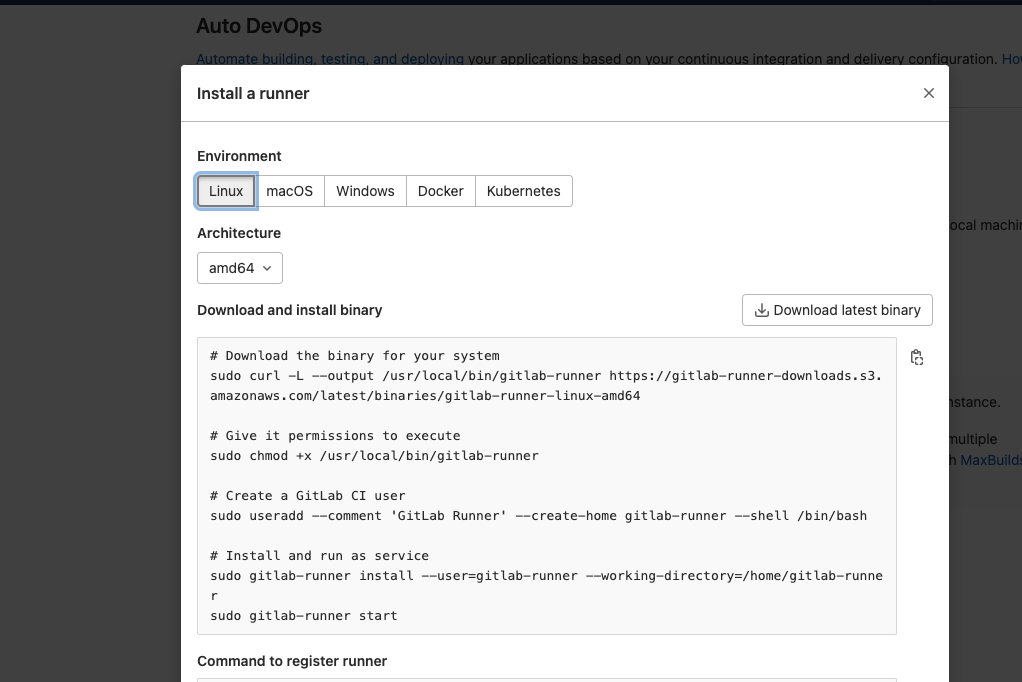 Auto DevOps
Automate building, testing, and deploying your applications based on your continuous integration and delivery configuration. How
Install a runner
Environment
Linux macOS Windows Docker Kubernetes
Architecture
amd64
Download and install binary
Download latest binary
# Download the binary for your system
sudo curl -L --output /usr/local/bin/gitlab-runner https://gitlab-runner-downloads.s3.
amazonaws.com/latest/binaries/gitlab-runner-linux-amd64
# Give it permissions to execute
sudo chmod +x /usr/local/bin/gitlab-runner
# Create a GitLab CI user
sudo useradd --comment 'GitLab Runner' --create-home gitlab-runner --shell /bin/bash
# Install and run as service
sudo gitlab-runner install --user=gitlab-runner --working-directory=/home/gitlab-runne
r
sudo gitlab-runner start
Command to register runner
ocal machin
nstance.
multiple
h MaxBuilds